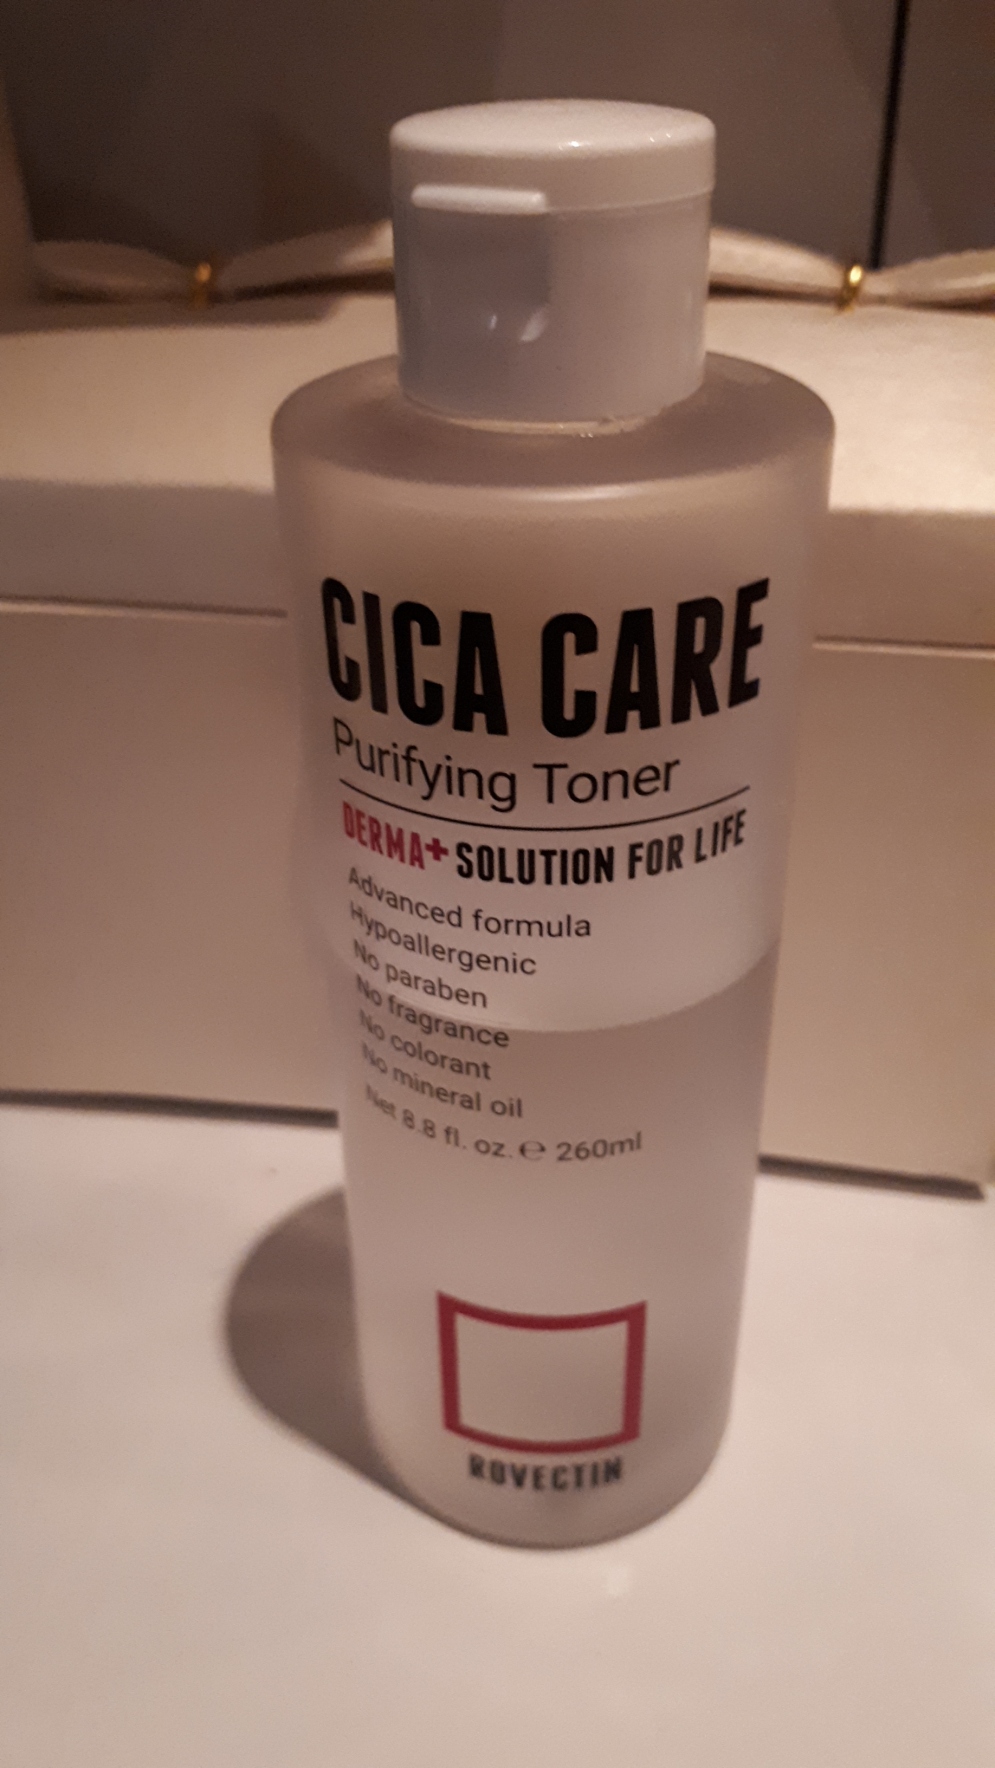 CICA CARE
Purifying Toner
DERMA+ SOLUTION FOR LIFE
Advanced formula
Hypoallergenic
No paraben
No fragrance
No colorant
No mineral oil
Net 8.8 fl. oz. ℮ 260ml
ROVECTIN